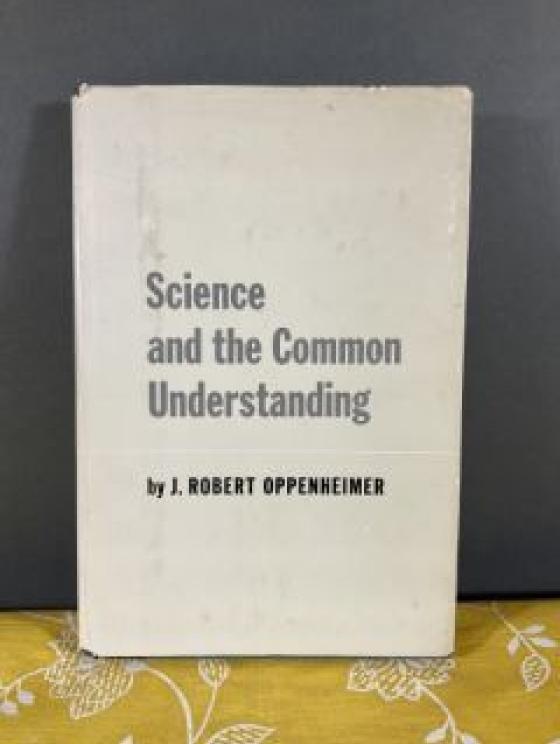 Science
and the Common
Understanding
by J. ROBERT OPPENHEIMER